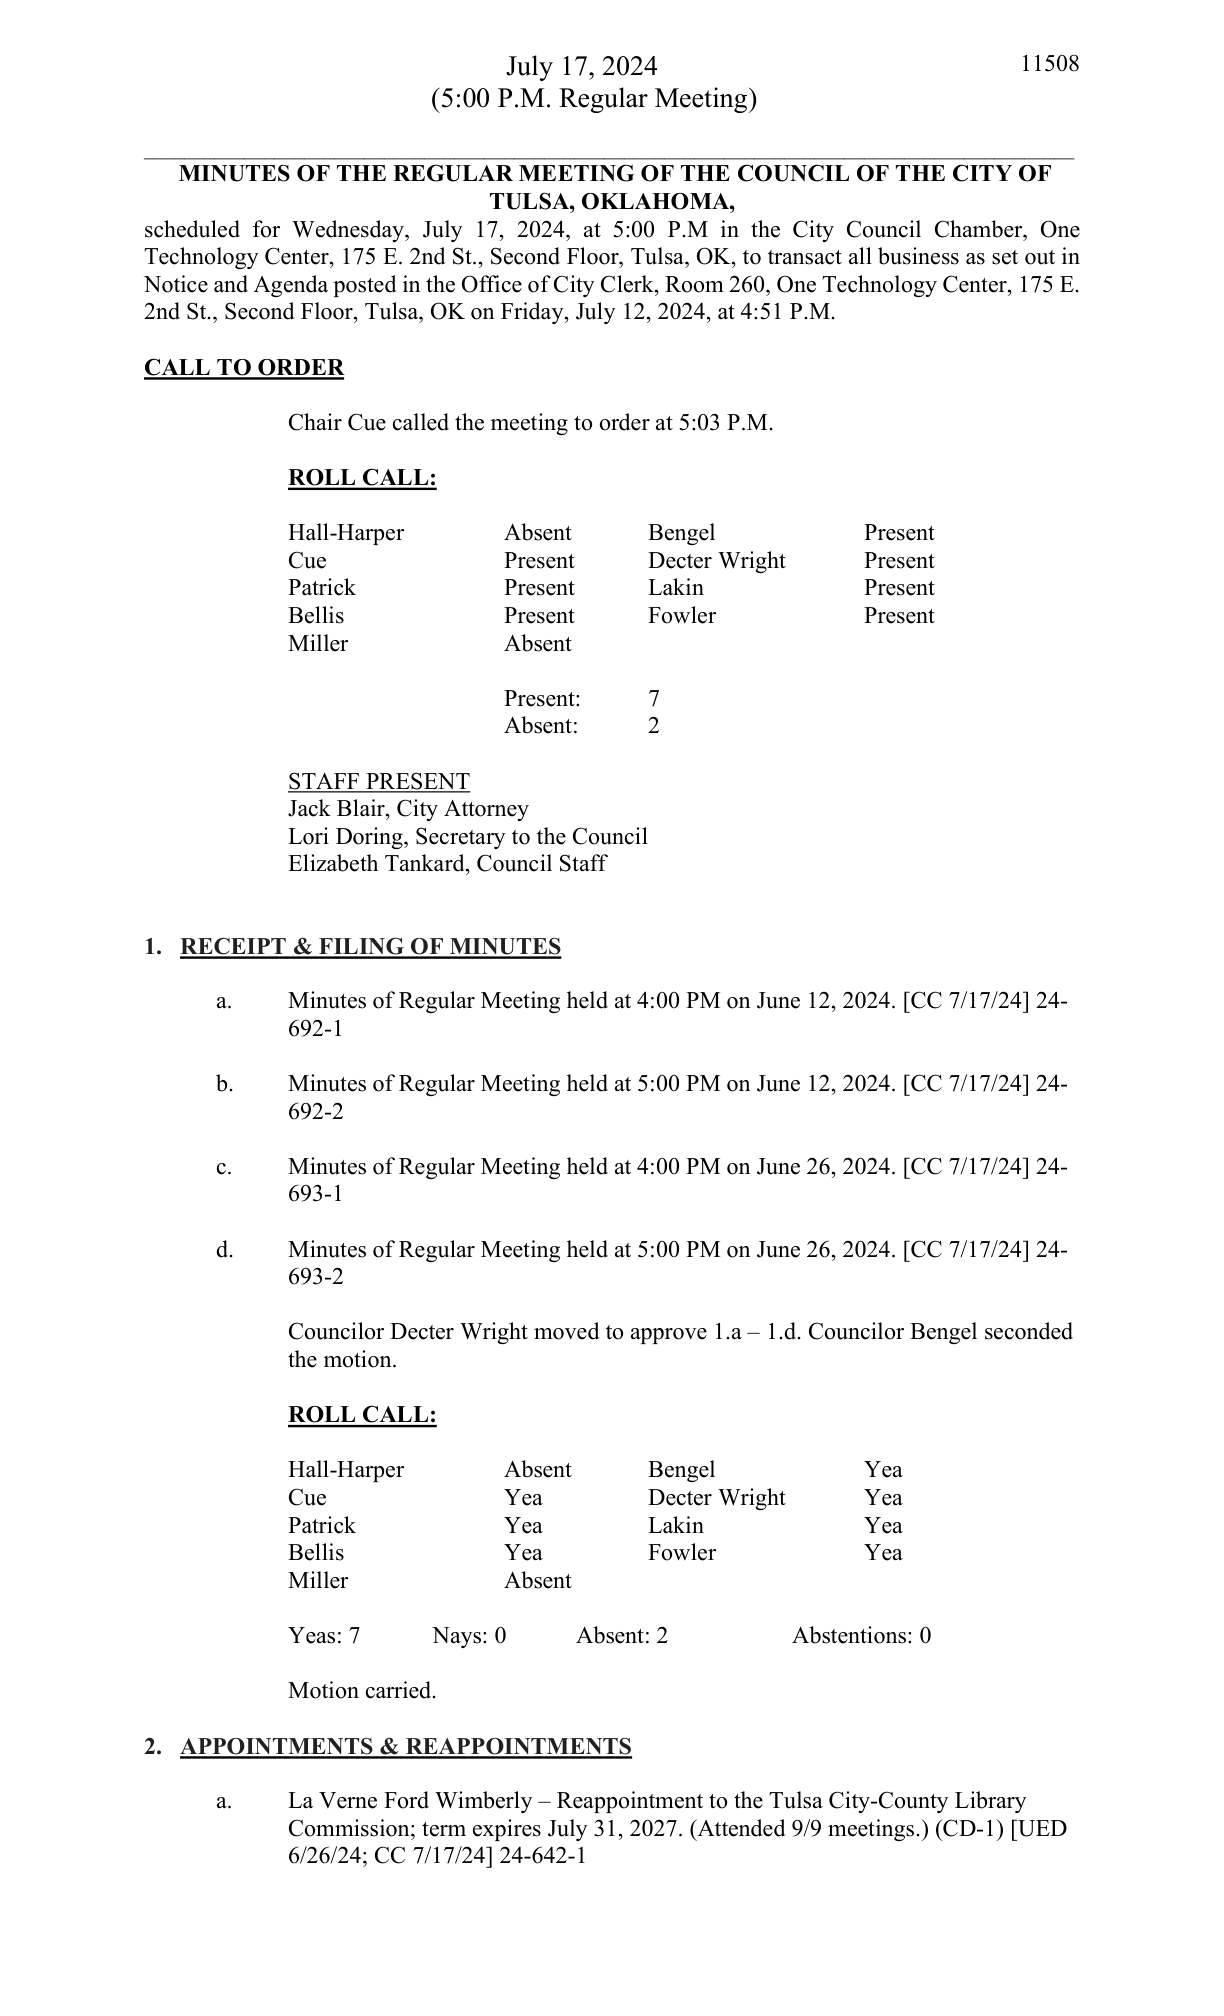 July 17, 2024
11508
(5:00 P.M. Regular Meeting)
MINUTES OF THE REGULAR MEETING OF THE COUNCIL OF THE CITY OF
TULSA, OKLAHOMA,
scheduled for Wednesday, July 17, 2024, at 5:00 P.M in the City Council Chamber, One
Technology Center, 175 E. 2nd St., Second Floor, Tulsa, OK, to transact all business as set out in
Notice and Agenda posted in the Office of City Clerk, Room 260, One Technology Center, 175 E.
2nd St., Second Floor, Tulsa, OK on Friday, July 12, 2024, at 4:51 P.M.
CALL TO ORDER
Chair Cue called the meeting to order at 5:03 P.M.
ROLL CALL:
Hall-Harper Absent Bengel Present
Cue Present Decter Wright Present
Patrick Present Lakin Present
Bellis Present Fowler Present
Miller Absent
Present: 7
Absent: 2
STAFF PRESENT
Jack Blair, City Attorney
Lori Doring, Secretary to the Council
Elizabeth Tankard, Council Staff
1. RECEIPT & FILING OF MINUTES
a. Minutes of Regular Meeting held at 4:00 PM on June 12, 2024. [CC 7/17/24] 24-
692-1
b. Minutes of Regular Meeting held at 5:00 PM on June 12, 2024. [CC 7/17/24] 24-
692-2
c. Minutes of Regular Meeting held at 4:00 PM on June 26, 2024. [CC 7/17/24] 24-
693-1
d. Minutes of Regular Meeting held at 5:00 PM on June 26, 2024. [CC 7/17/24] 24-
693-2
Councilor Decter Wright moved to approve 1.a – 1.d. Councilor Bengel seconded
the motion.
ROLL CALL:
Hall-Harper Absent Bengel Yea
Cue Yea Decter Wright Yea
Patrick Yea Lakin Yea
Bellis Yea Fowler Yea
Miller Absent
Yeas: 7 Nays: 0 Absent: 2 Abstentions: 0
Motion carried.
2. APPOINTMENTS & REAPPOINTMENTS
a. La Verne Ford Wimberly – Reappointment to the Tulsa City-County Library
Commission; term expires July 31, 2027. (Attended 9/9 meetings.) (CD-1) [UED
6/26/24; CC 7/17/24] 24-642-1